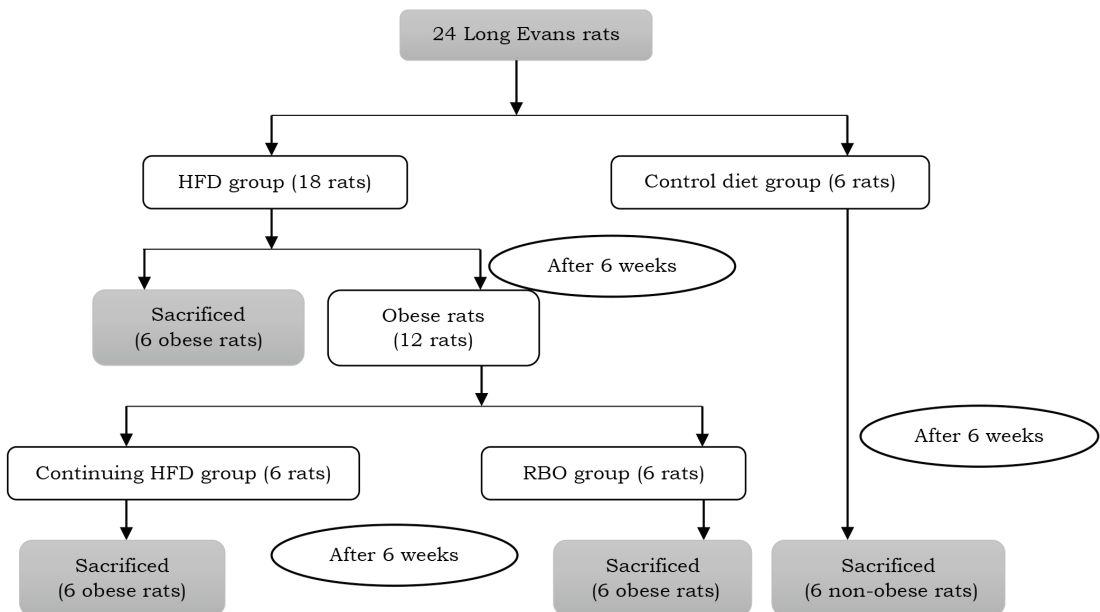 24 Long Evans rats
HFD group (18 rats)
Control diet group (6 rats)
After 6 weeks
Sacrificed
(6 obese rats)
Obese rats
(12 rats)
After 6 weeks
Continuing HFD group (6 rats)
RBO group (6 rats)
After 6 weeks
Sacrificed
(6 obese rats)
Sacrificed
(6 obese rats)
Sacrificed
(6 non-obese rats)